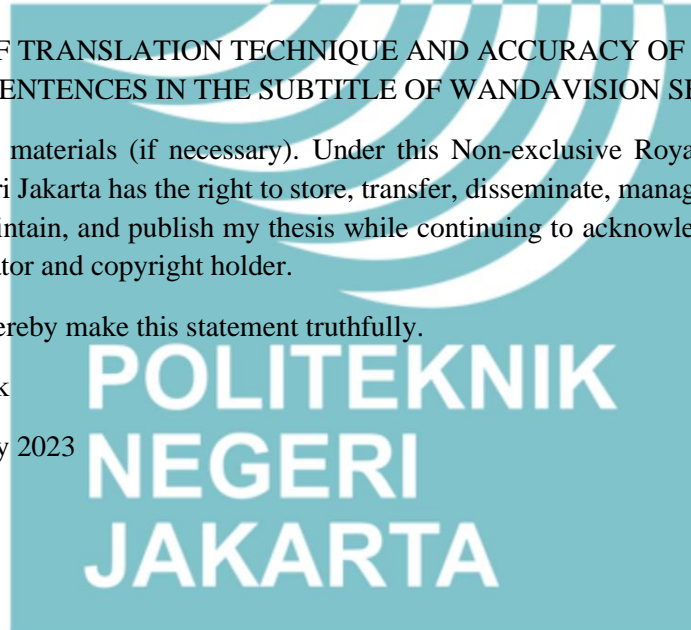 F TRANSLATION TECHNIQUE AND ACCURACY OF
ENTENCES IN THE SUBTITLE OF WANDAVISION SE
materials (if necessary). Under this Non-exclusive Roya
ri Jakarta has the right to store, transfer, disseminate, manag
intain, and publish my thesis while continuing to acknowle
ator and copyright holder.
ereby make this statement truthfully.
k
y 2023
POLITEKNIK
NEGERI
JAKARTA